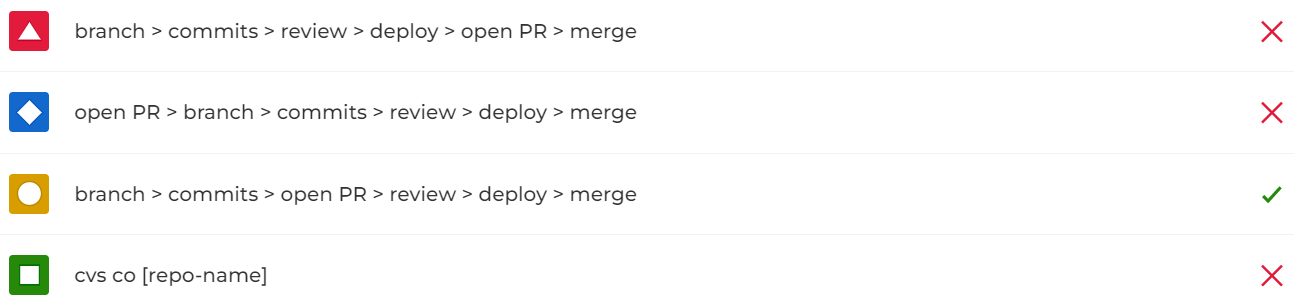 branch > commits > review > deploy > open PR > merge
open PR > branch > commits > review > deploy > merge
branch > commits > open PR > review > deploy > merge
cvs co [repo-name]